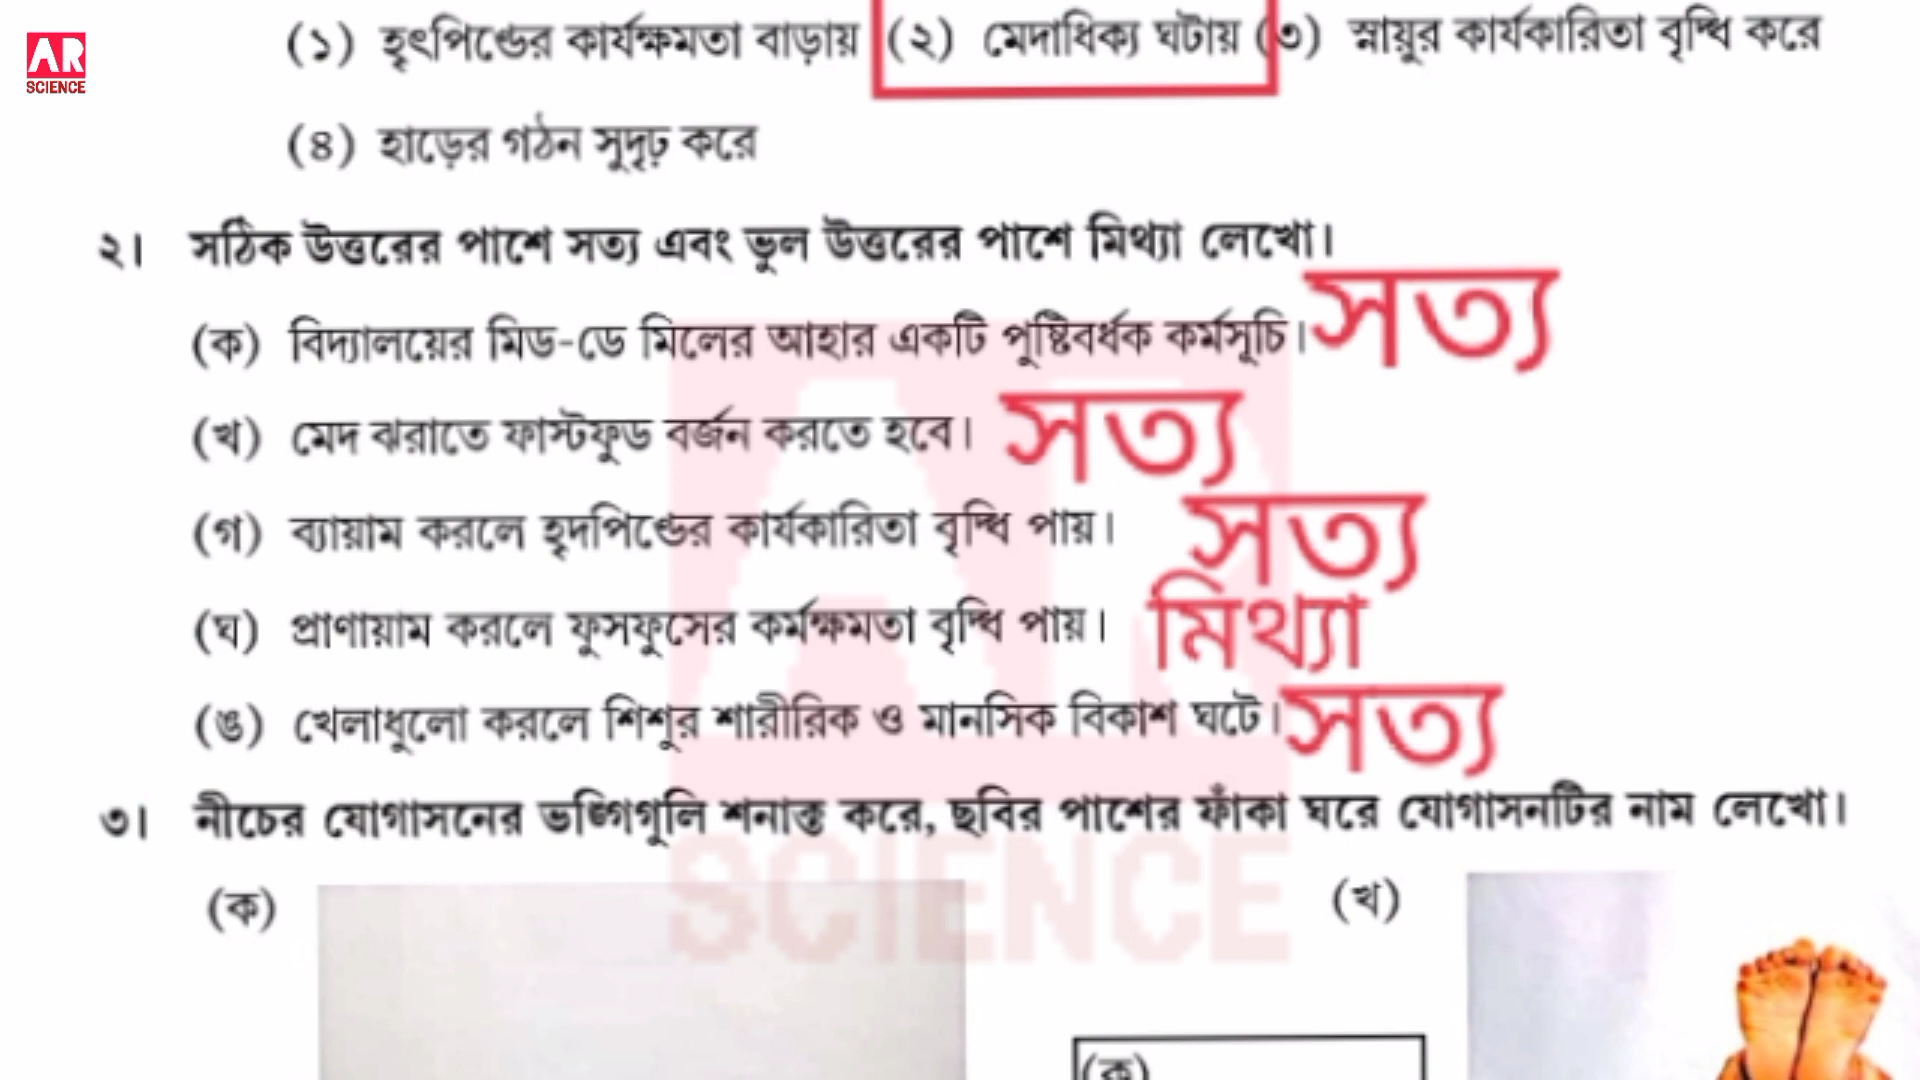 AR
SCIENCE
(১) হৃৎপিণ্ডের কার্যক্ষমতা বাড়ায় (২) মেদাধিক্য ঘটায় (৩) স্নায়ুর কার্যকারিতা বৃদ্ধি করে
(৪) হাড়ের গঠন সুদৃঢ় করে
২। সঠিক উত্তরের পাশে সত্য এবং ভুল উত্তরের পাশে মিথ্যা লেখো।
(ক) বিদ্যালয়ের মিড-ডে মিলের আহার একটি পুষ্টিবর্ধক কর্মসূচি। সত্য
(খ) মেদ ঝরাতে ফাস্টফুড বর্জন করতে হবে। সত্য
(গ) ব্যায়াম করলে হৃদপিণ্ডের কার্যকারিতা বৃদ্ধি পায়। সত্য
(ঘ) প্রাণায়াম করলে ফুসফুসের কর্মক্ষমতা বৃদ্ধি পায়। মিথ্যা
(ঙ) খেলাধুলো করলে শিশুর শারীরিক ও মানসিক বিকাশ ঘটে। সত্য
৩। নীচের যোগাসনের ভঙ্গিগুলি শনাক্ত করে, ছবির পাশের ফাঁকা ঘরে যোগাসনটির নাম লেখো।
(ক) (খ)
(ক)
AR
SCIENCE